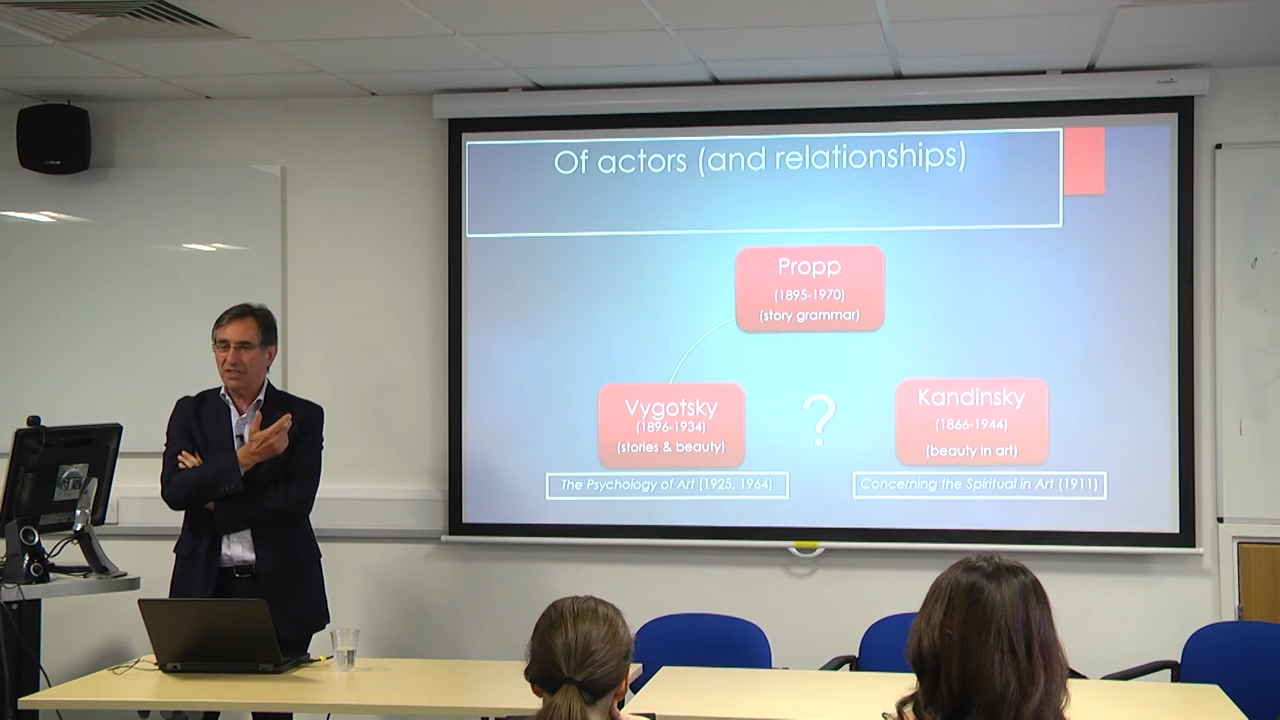 Of actors (and relationships)
Propp
(1895-1970)
(story grammar)
Vygotsky
(1896-1934)
(stories & beauty)
?
Kandinsky
(1866-1944)
(beauty in art)
The Psychology of Art (1925, 1964)
Concerning the Spiritual in Art (1911)